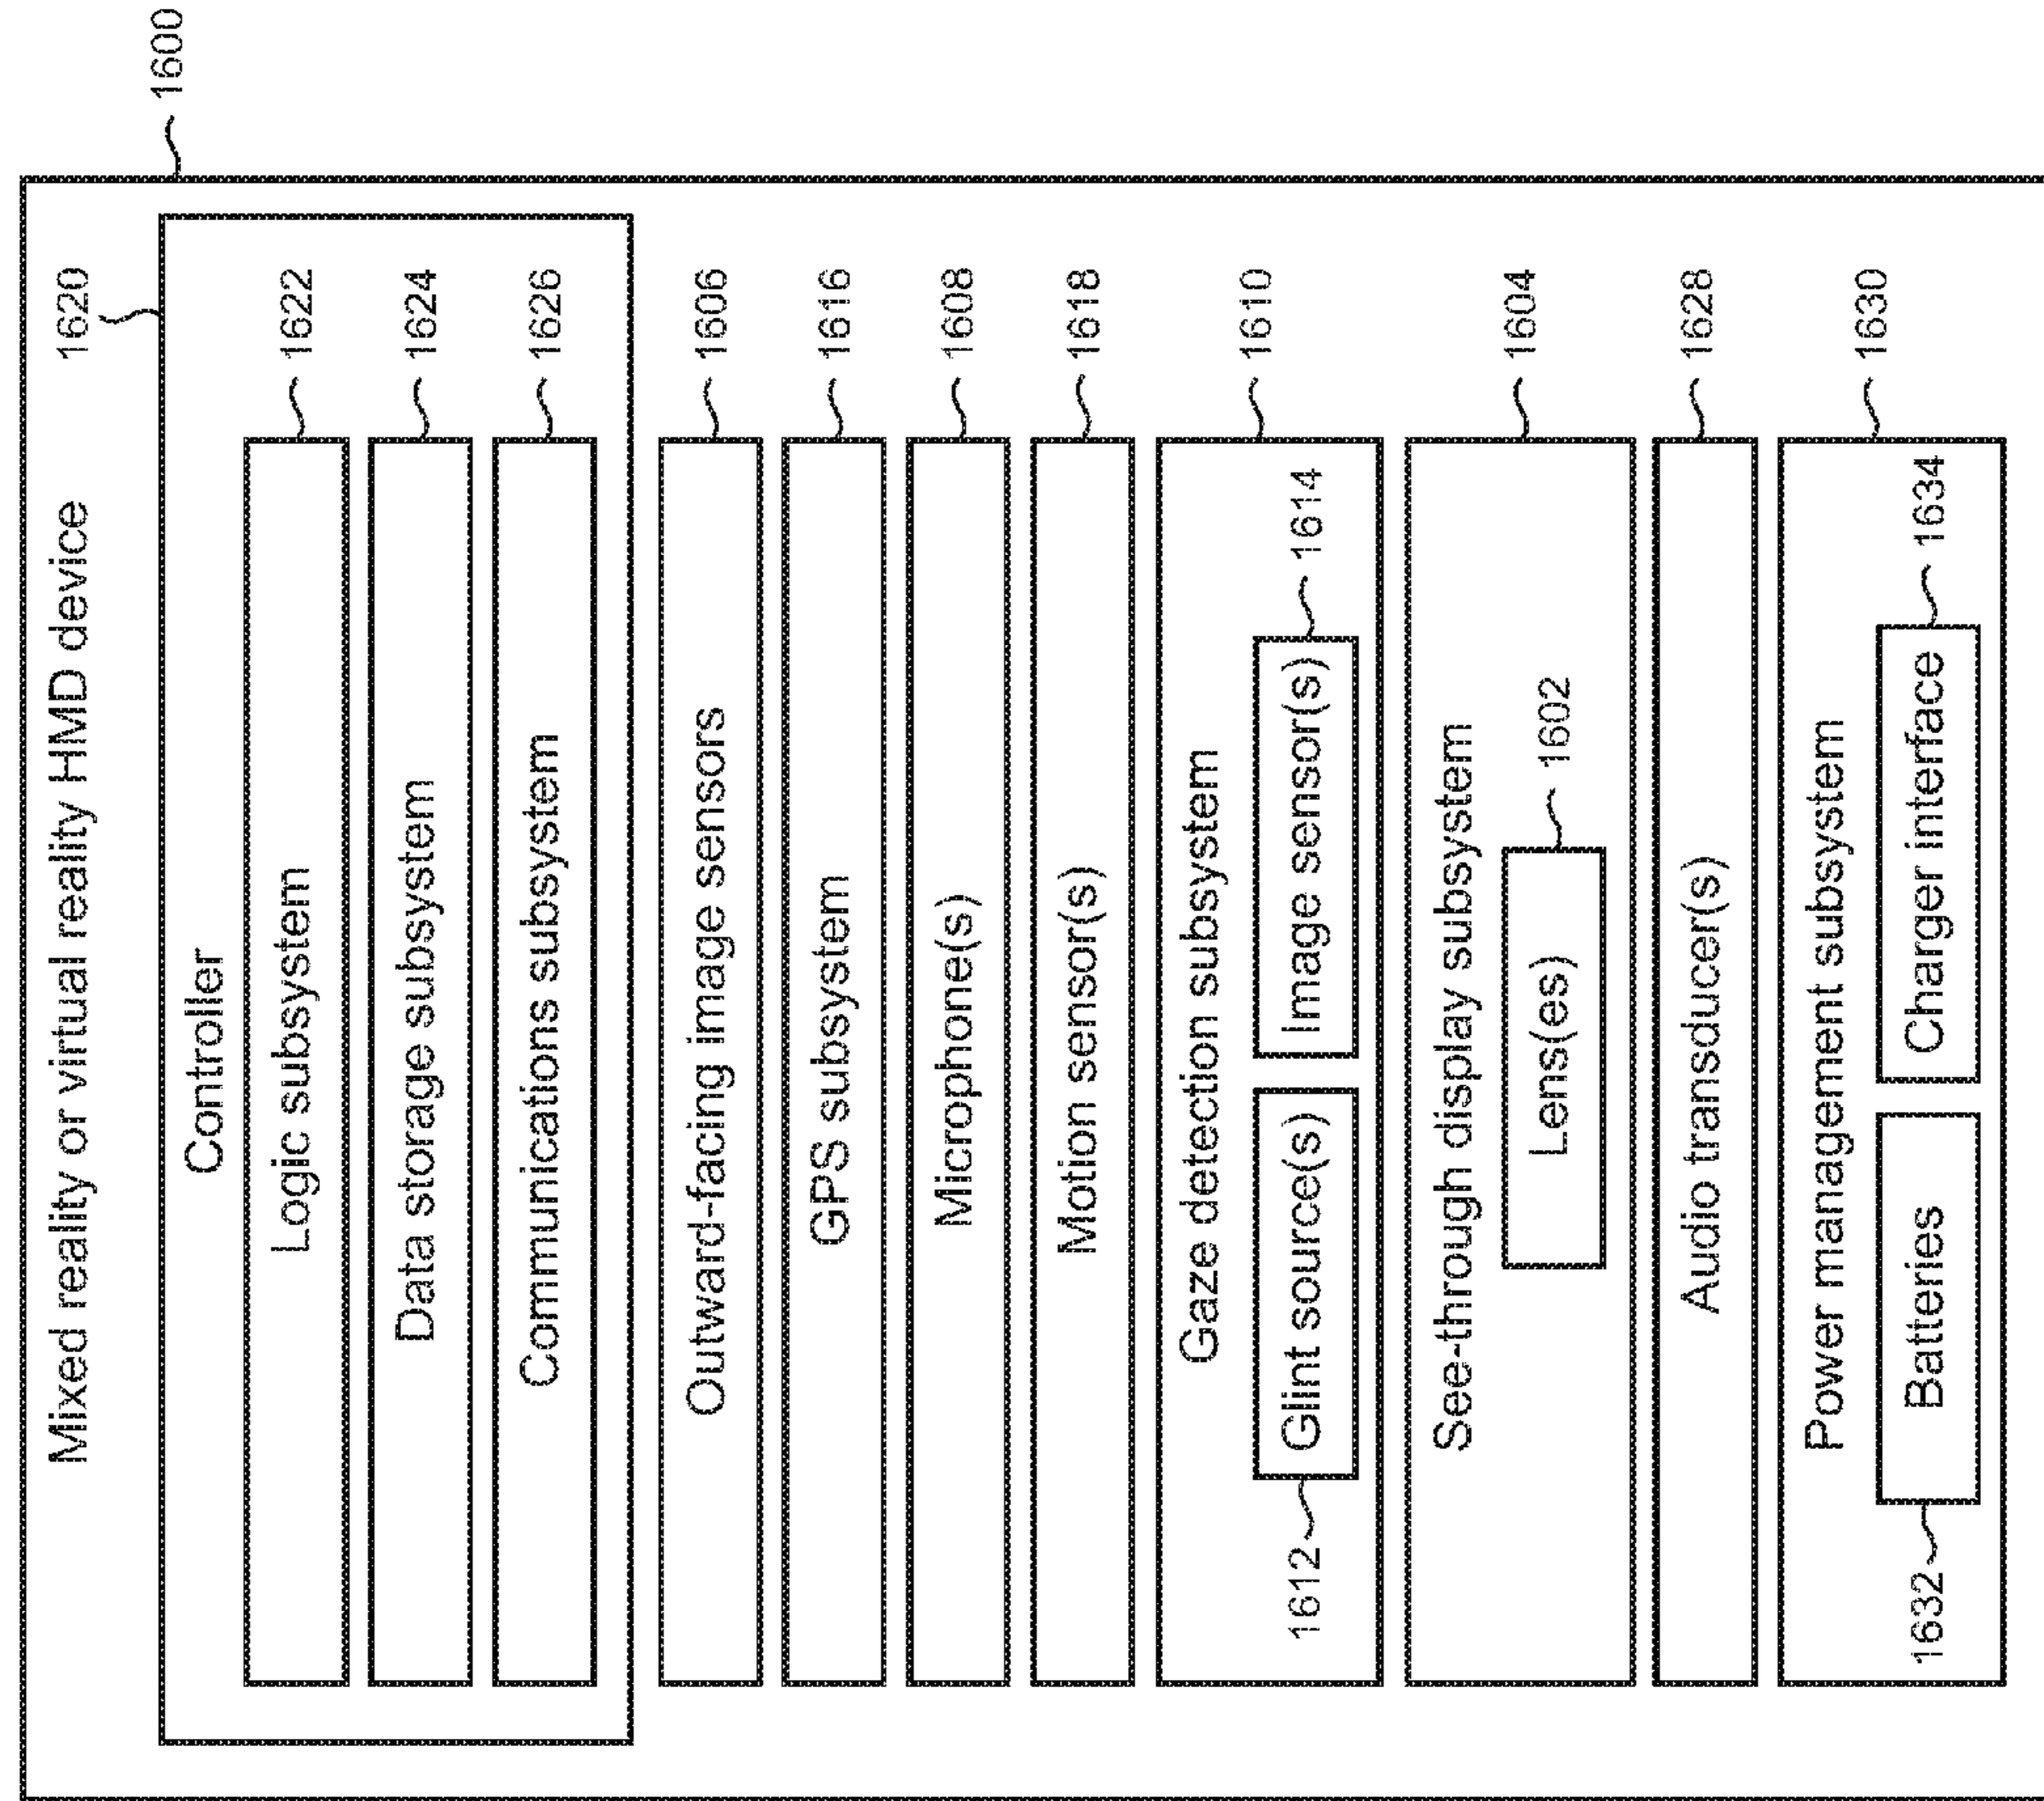 1600
Mixed reality or virtual reality HMD device
1620
Controller
Logic subsystem
1622
Data storage subsystem
1624
Communications subsystem
1626
Outward-facing image sensors
1606
GPS subsystem
1616
Microphone(s)
1608
Motion sensor(s)
1618
Gaze detection subsystem
1610
1612
Glint source(s)
Image sensor(s)
1614
See-through display subsystem
1604
Lens(es)
1602
Audio transducer(s)
1628
Power management subsystem
1630
1632
Batteries
Charger interface
1634